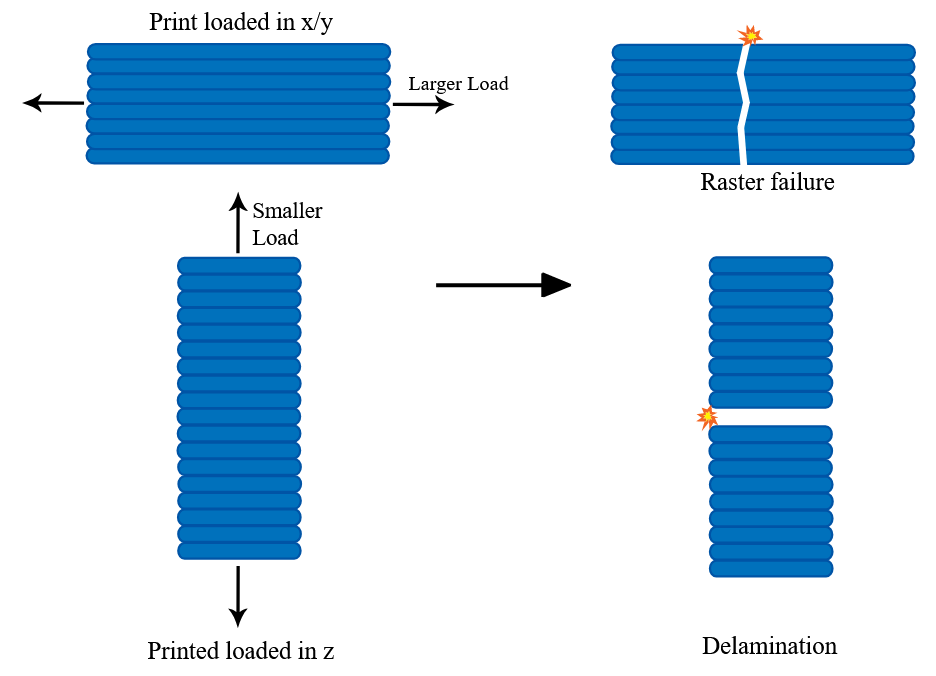 Print loaded in x/y
Larger Load
Raster failure
Smaller
Load
Printed loaded in z
Delamination